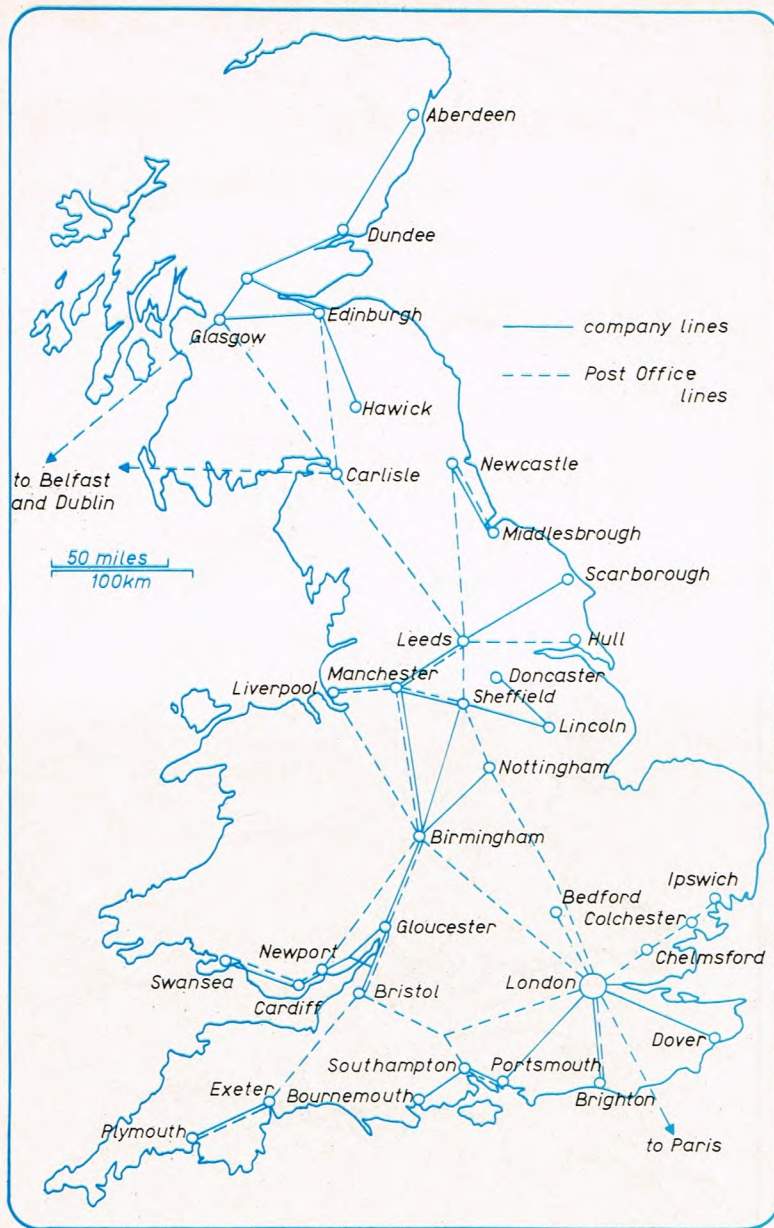 Aberdeen
Dundee
Edinburgh
Glasgow
company lines
Post Office
lines
Hawick
to Belfast
and Dublin
Carlisle
Newcastle
Middlesbrough
50 miles
100km
Scarborough
Leeds
Hull
Manchester
Doncaster
Liverpool
Sheffield
Lincoln
Nottingham
Birmingham
Ipswich
Bedford
Colchester
Gloucester
Chelmsford
Newport
London
Swansea
Cardiff
Bristol
Dover
Southampton
Portsmouth
Exeter
Bournemouth
Brighton
Plymouth
to Paris